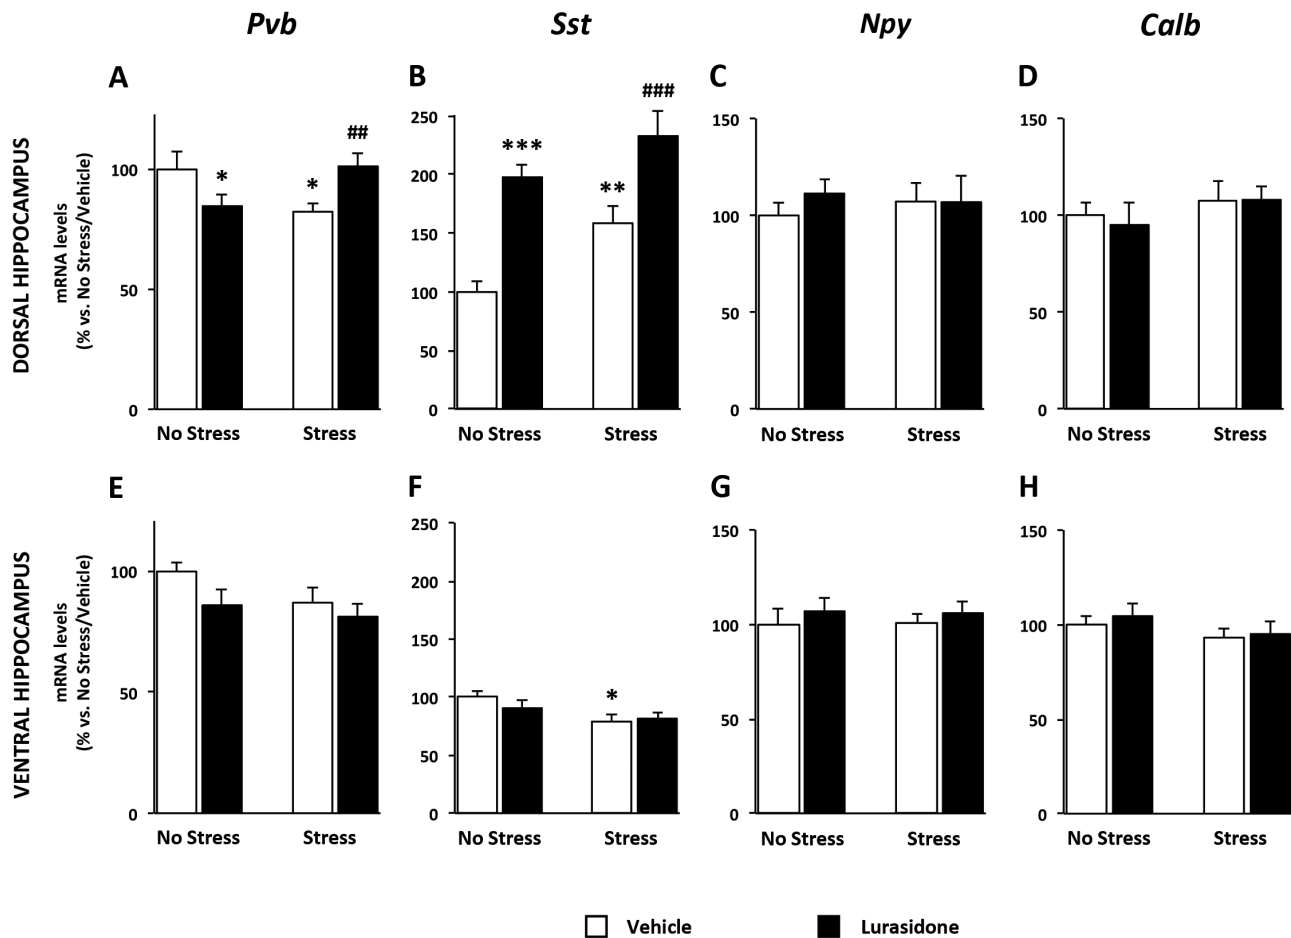 Pvb Sst Npy Calb
A B C D
DORSAL HIPPOCAMPUS
mRNA levels
(% vs. No Stress/Vehicle)
100
50
0
*
*
##
No Stress Stress
250
200
150
100
50
0
***
**
###
No Stress Stress
150
100
50
0
No Stress Stress
150
100
50
0
No Stress Stress
E F G H
VENTRAL HIPPOCAMPUS
mRNA levels
(% vs. No Stress/Vehicle)
100
50
0
No Stress Stress
250
200
150
100
50
0
*
No Stress Stress
150
100
50
0
No Stress Stress
150
100
50
0
No Stress Stress
Vehicle Lurasidone